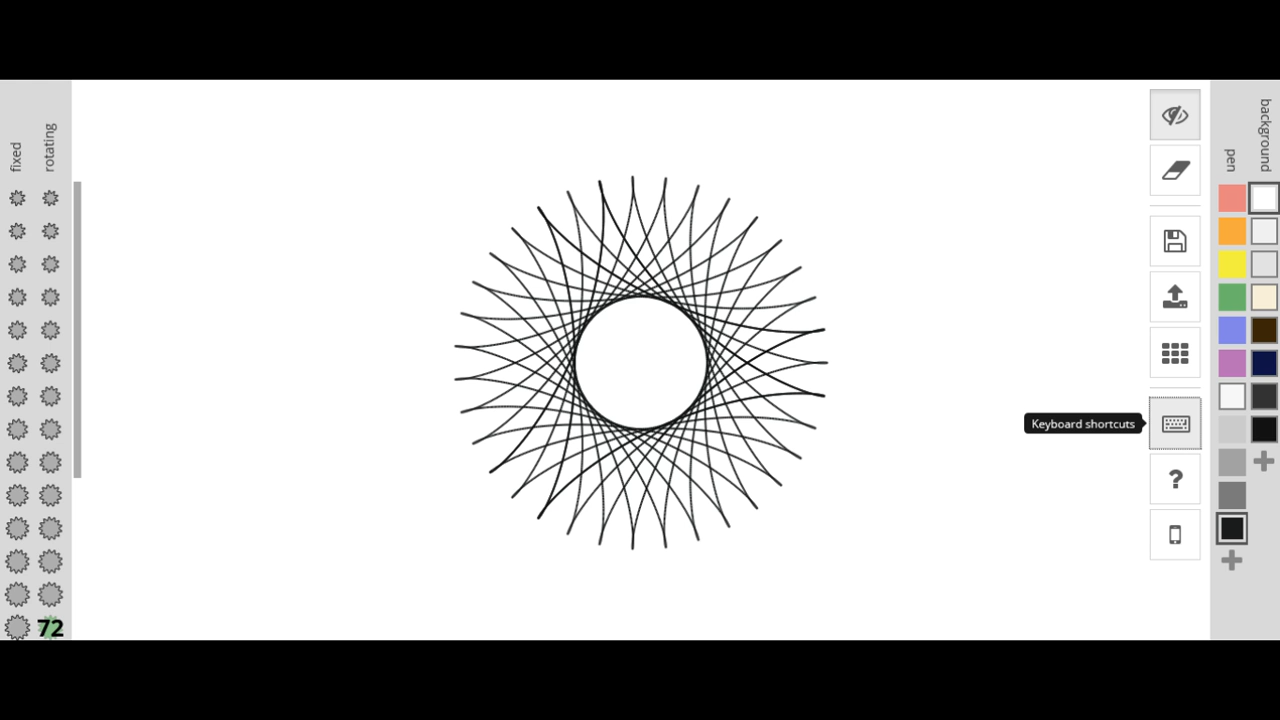 fixed
rotating
72
Keyboard shortcuts
?
pen
background